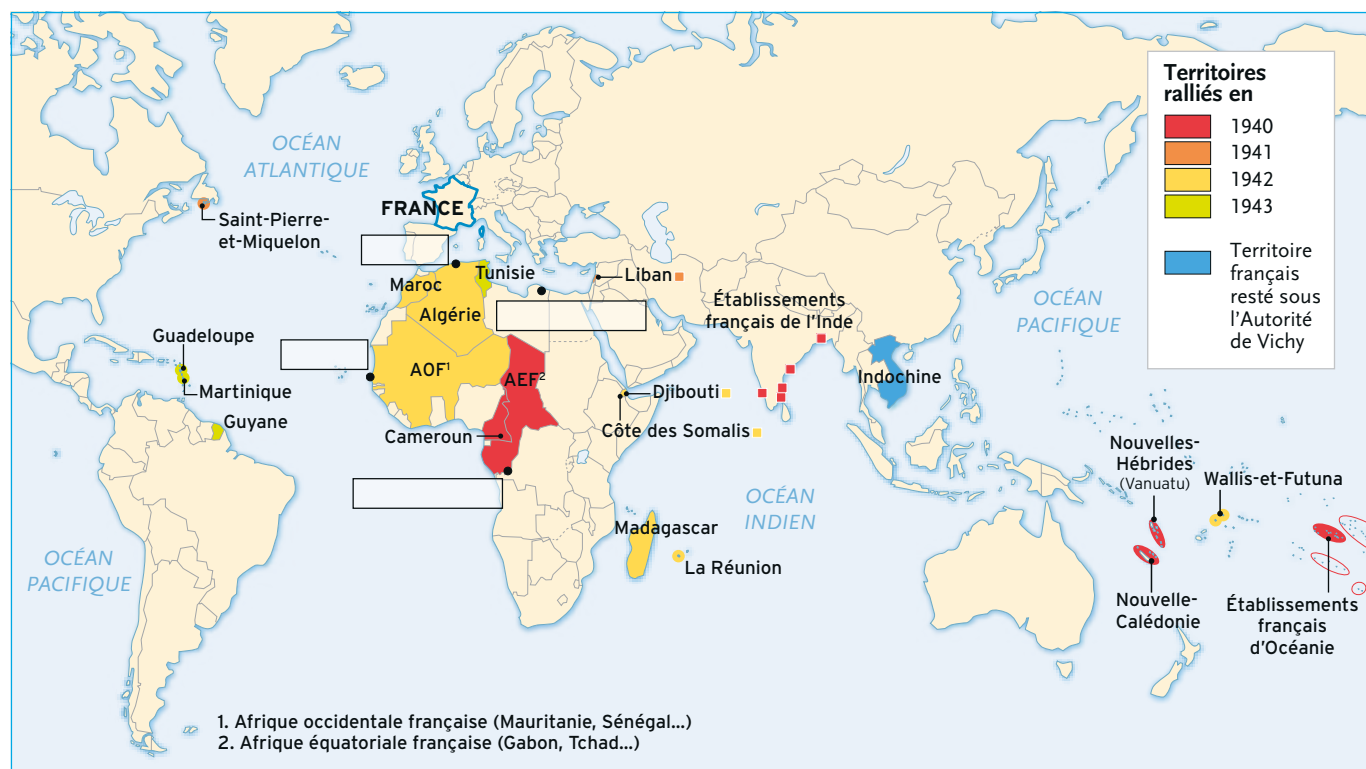 Territoires
ralliés en
1940
1941
1942
1943
Territoire
français
resté sous
l'Autorité
de Vichy
OCÉAN
ATLANTIQUE
FRANCE
Saint-Pierre-
et-Miquelon
Maroc
Tunisie
Algérie
Liban
Établissements
français de l'Inde
OCÉAN
PACIFIQUE
Guadeloupe
Martinique
Guyane
AOF1
AEF2
Cameroun
Djibouti
Côte des Somalis
Indochine
Nouvelles-
Hébrides
(Vanuatu)
Wallis-et-Futuna
OCÉAN
INDIEN
Madagascar
La Réunion
OCÉAN
PACIFIQUE
Nouvelle-
Calédonie
Établissements
français
d'Océanie
1. Afrique occidentale française (Mauritanie, Sénégal...)
2. Afrique équatoriale française (Gabon, Tchad...)